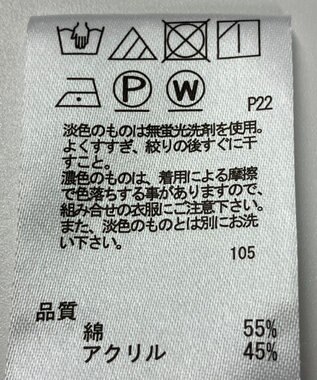 P W P22
淡色のものは無蛍光洗剤を使用。
よくすすぎ、絞りの後すぐに干
すこと。
濃色のものは、着用による摩擦
で色落ちする事がありますので、
組み合せの衣服にご注意下さい。
また、淡色のものとは別にお洗
い下さい。
105
品質
綿 55%
アクリル 45%